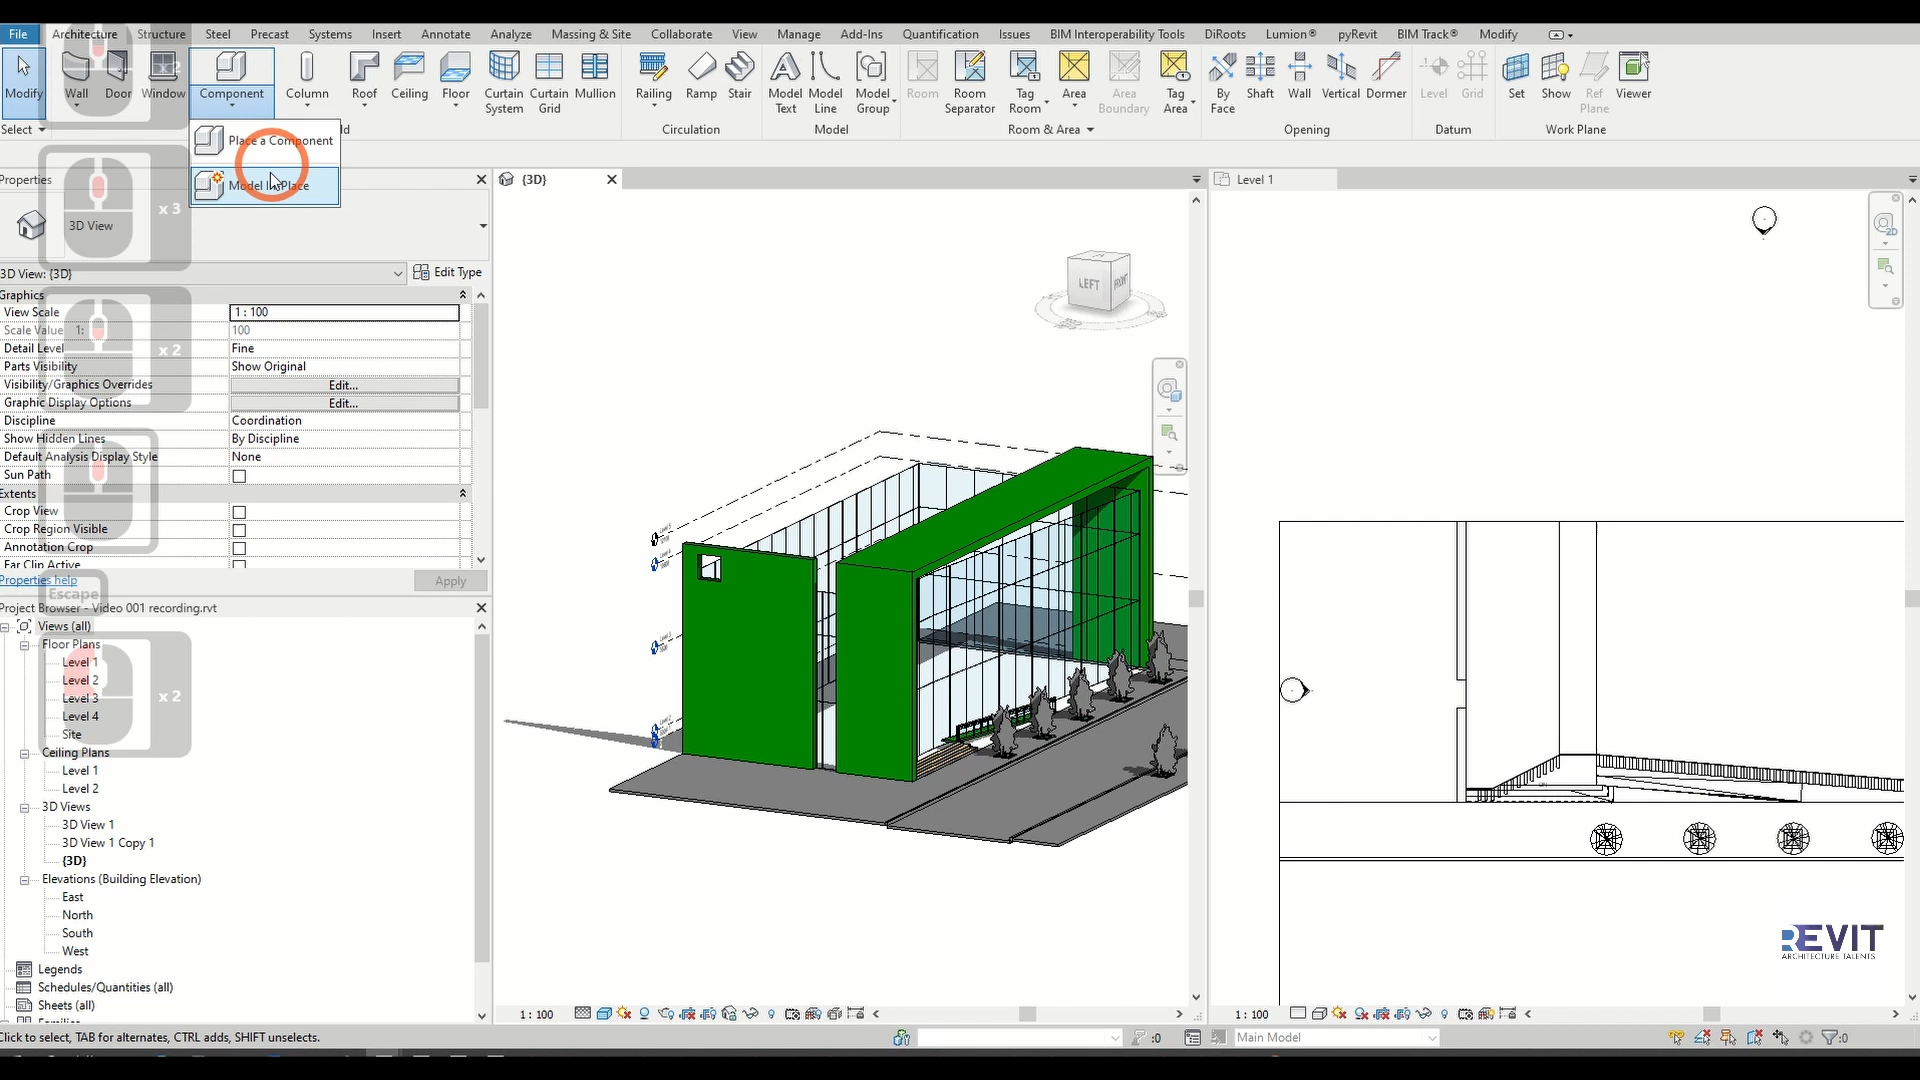 File Architecture Structure Steel Precast Systems Insert Annotate Analyze Massing & Site Collaborate View Manage Add-Ins Quantification Issues BIM Interoperability Tools DiRoots Lumion® pyRevit BIM Track® Modify
Modify Wall Door Window Component Column Roof Ceiling Floor Curtain System Curtain Grid Mullion Railing Ramp Stair Model Text Model Line Model Group Room Room Separator Tag Room Area Area Boundary Tag Area By Face Shaft Wall Vertical Dormer Level Grid Set Show Ref Plane Viewer
x2
Select Circulation Model Room & Area Opening Datum Work Plane
Place a Component
Model In-Place
Properties
{3D}
Level 1
x 3
3D View
3D View: {3D}
Edit Type
Graphics
View Scale 1 : 100
Scale Value 1: 100
Detail Level Fine
x 2
Parts Visibility Show Original
Visibility/Graphics Overrides Edit...
Graphic Display Options Edit...
Discipline Coordination
Show Hidden Lines By Discipline
Default Analysis Display Style None
Sun Path
Extents
Crop View
Crop Region Visible
Annotation Crop
Far Clip Active
Properties help
Apply
Escape
Project Browser - Video 001 recording.rvt
Views (all)
Floor Plans
Level 1
Level 2
Level 3
x 2
Level 4
Site
Ceiling Plans
Level 1
Level 2
3D Views
3D View 1
3D View 1 Copy 1
{3D}
Elevations (Building Elevation)
East
North
South
West
Legends
Schedules/Quantities (all)
Sheets (all)
LEFT
FRONT
2D
REVIT
ARCHITECTURE TALENTS
1 : 100
1 : 100
Click to select, TAB for alternates, CTRL adds, SHIFT unselects.
:0
Main Model
:0